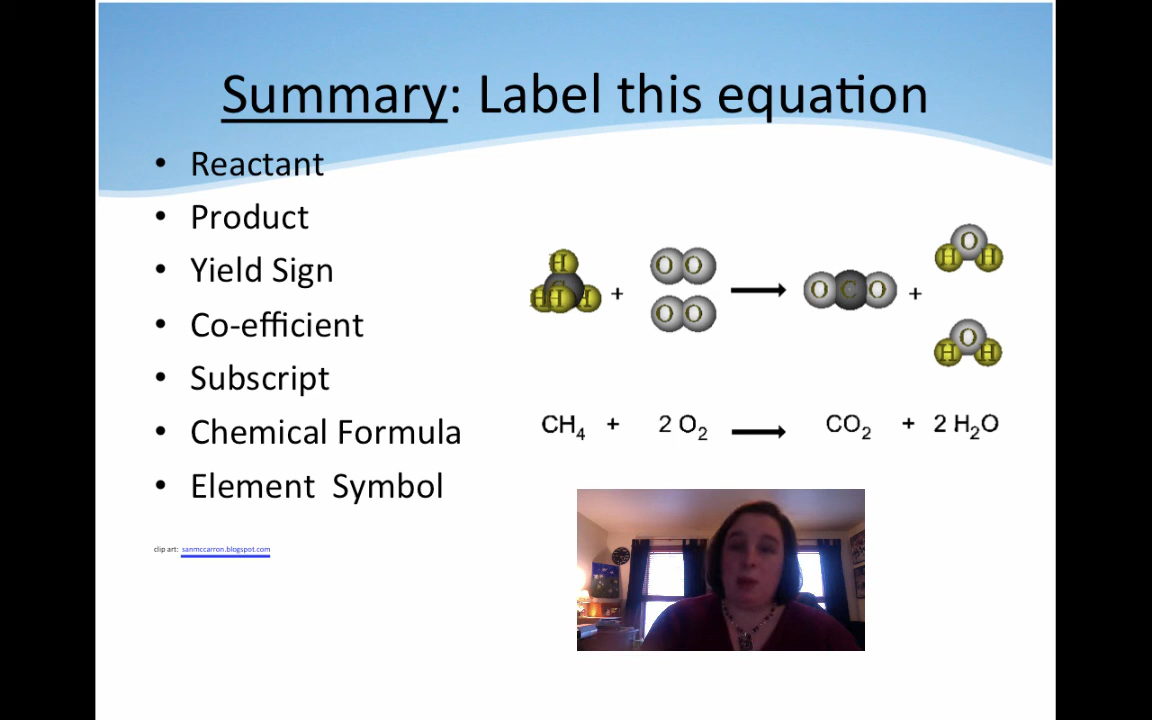 Summary: Label this equation
• Reactant
• Product
• Yield Sign
• Co-efficient
• Subscript
• Chemical Formula
• Element Symbol
clip art: sanmccarron.blogspot.com
H
H H H
+
O O
O O
O C O
+
H O H
H O H
CH₄ + 2 O₂ → CO₂ + 2 H₂O